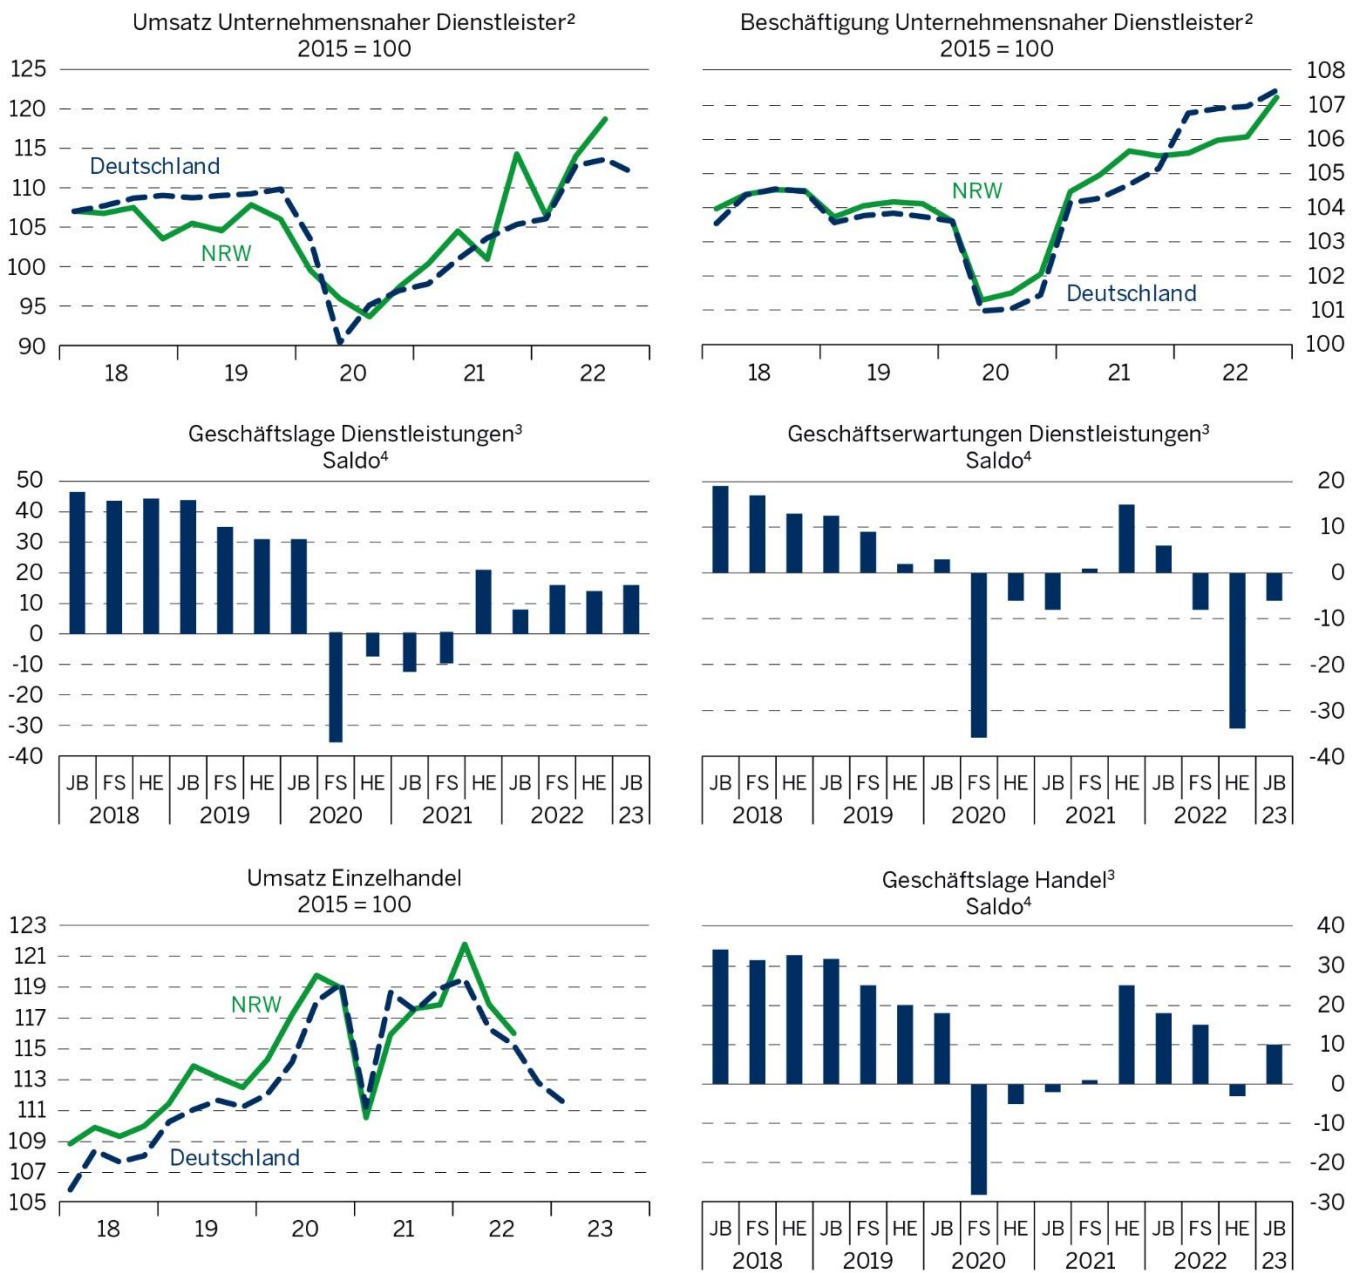 Umsatz Unternehmensnaher Dienstleister²
2015 = 100
125
120
115
110
105
100
95
90
Deutschland
NRW
18 19 20 21 22
Beschäftigung Unternehmensnaher Dienstleister²
2015 = 100
108
107
106
105
104
103
102
101
100
NRW
Deutschland
18 19 20 21 22
Geschäftslage Dienstleistungen³
Saldo⁴
50
40
30
20
10
0
-10
-20
-30
-40
JB FS HE JB FS HE JB FS HE JB FS HE JB FS HE JB
2018 2019 2020 2021 2022 23
Geschäftserwartungen Dienstleistungen³
Saldo⁴
20
10
0
-10
-20
-30
-40
JB FS HE JB FS HE JB FS HE JB FS HE JB FS HE JB
2018 2019 2020 2021 2022 23
Umsatz Einzelhandel
2015 = 100
123
121
119
117
115
113
111
109
107
105
NRW
Deutschland
18 19 20 21 22 23
Geschäftslage Handel³
Saldo⁴
40
30
20
10
0
-10
-20
-30
JB FS HE JB FS HE JB FS HE JB FS HE JB FS HE JB
2018 2019 2020 2021 2022 23